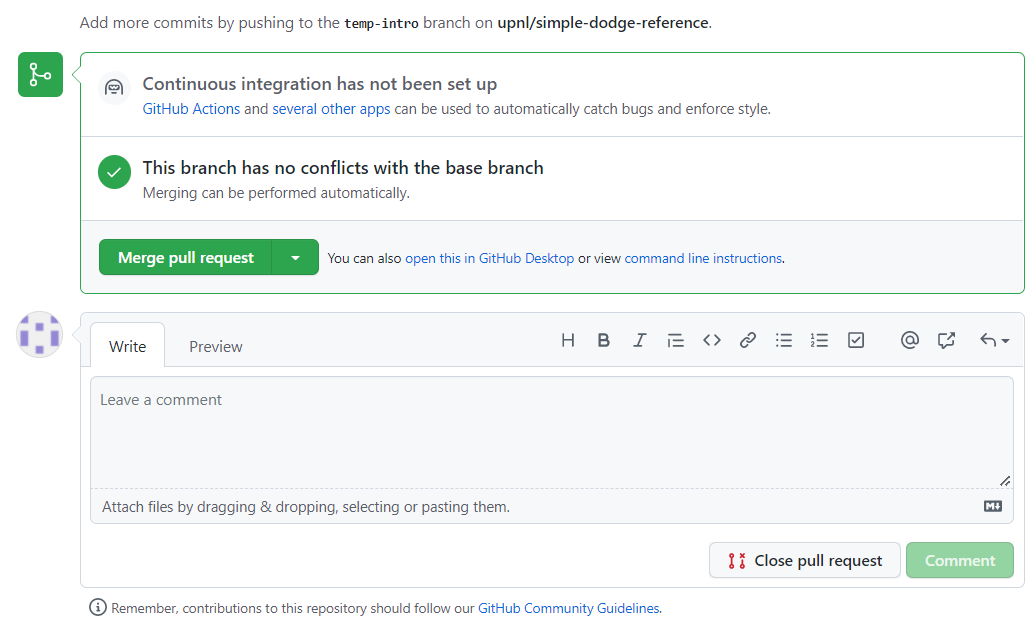 Add more commits by pushing to the temp-intro branch on upnl/simple-dodge-reference.
Continuous integration has not been set up
GitHub Actions and several other apps can be used to automatically catch bugs and enforce style.
This branch has no conflicts with the base branch
Merging can be performed automatically.
Merge pull request You can also open this in GitHub Desktop or view command line instructions.
Write Preview
Leave a comment
Attach files by dragging & dropping, selecting or pasting them.
Close pull request Comment
Remember, contributions to this repository should follow our GitHub Community Guidelines.